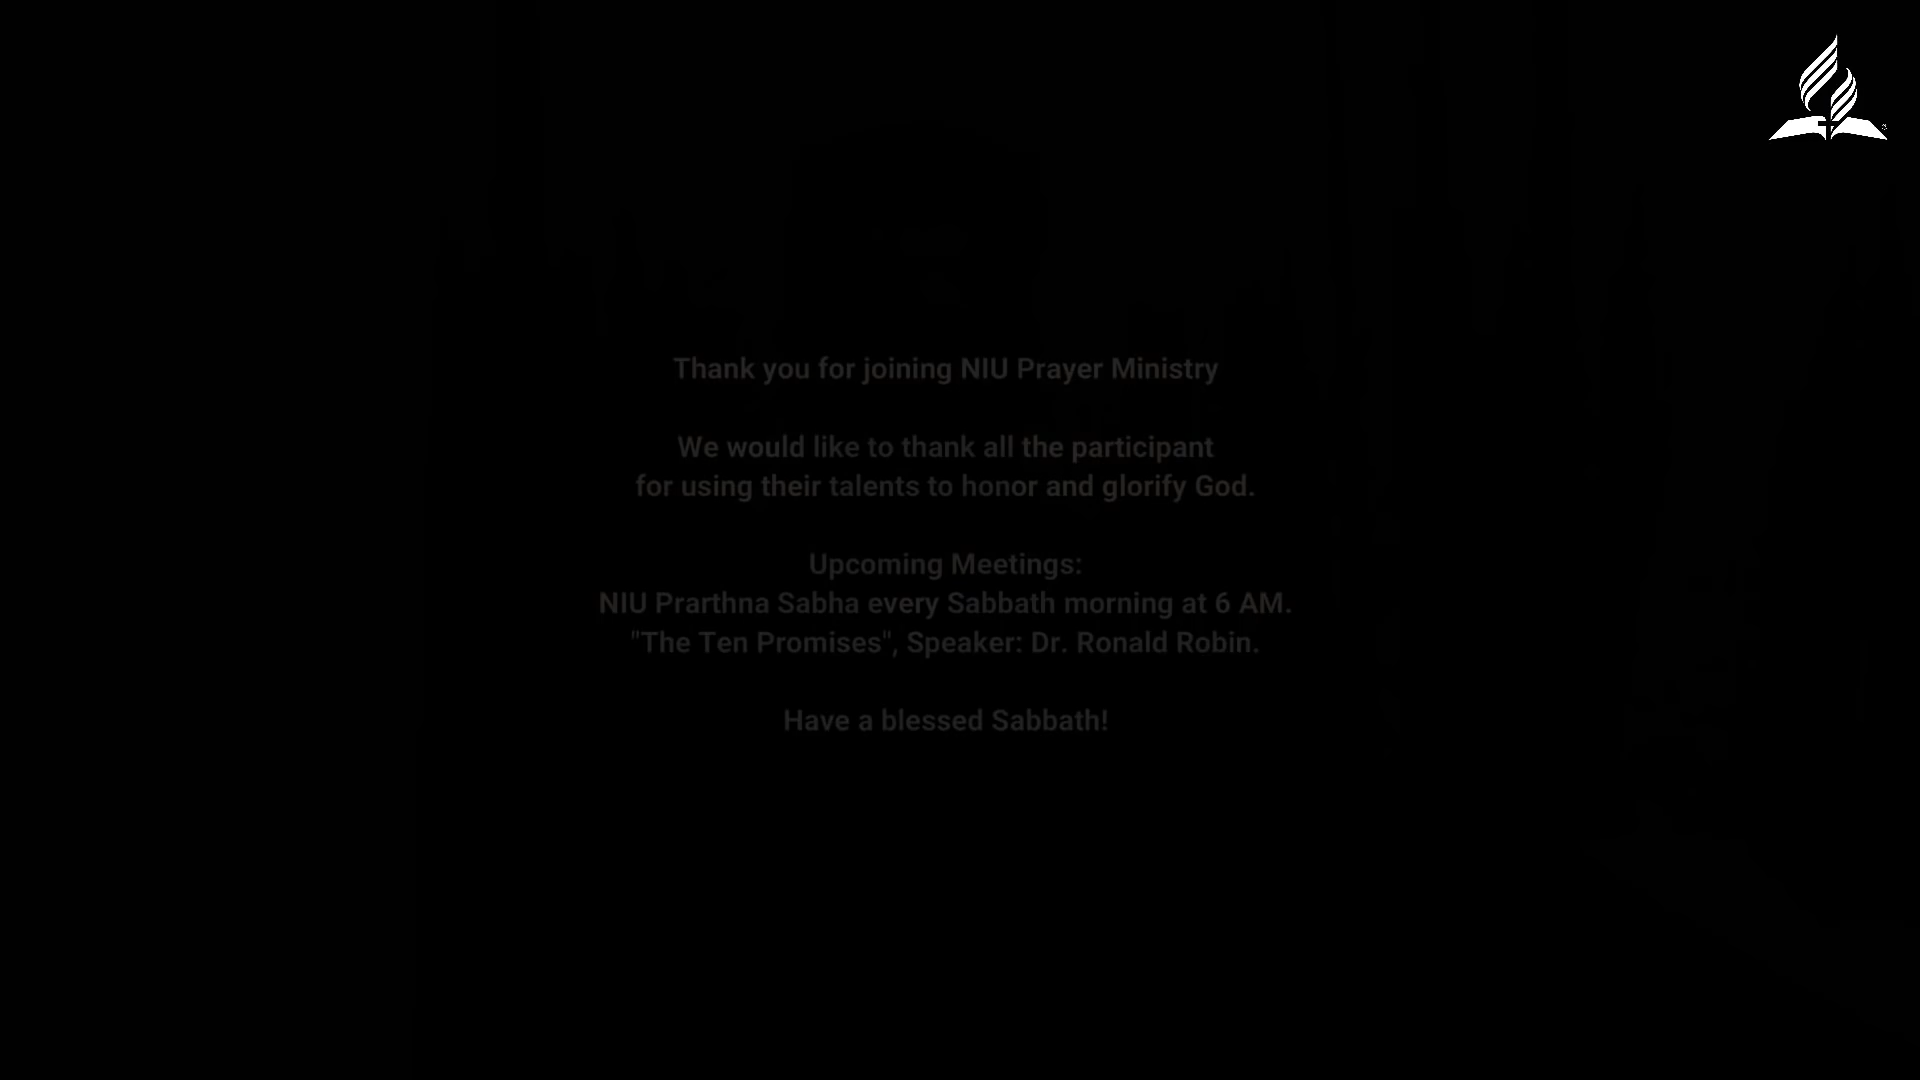 Thank you for joining NIU Prayer Ministry
We would like to thank all the participant
for using their talents to honor and glorify God.
Upcoming Meetings:
NIU Prarthna Sabha every Sabbath morning at 6 AM.
"The Ten Promises", Speaker: Dr. Ronald Robin.
Have a blessed Sabbath!